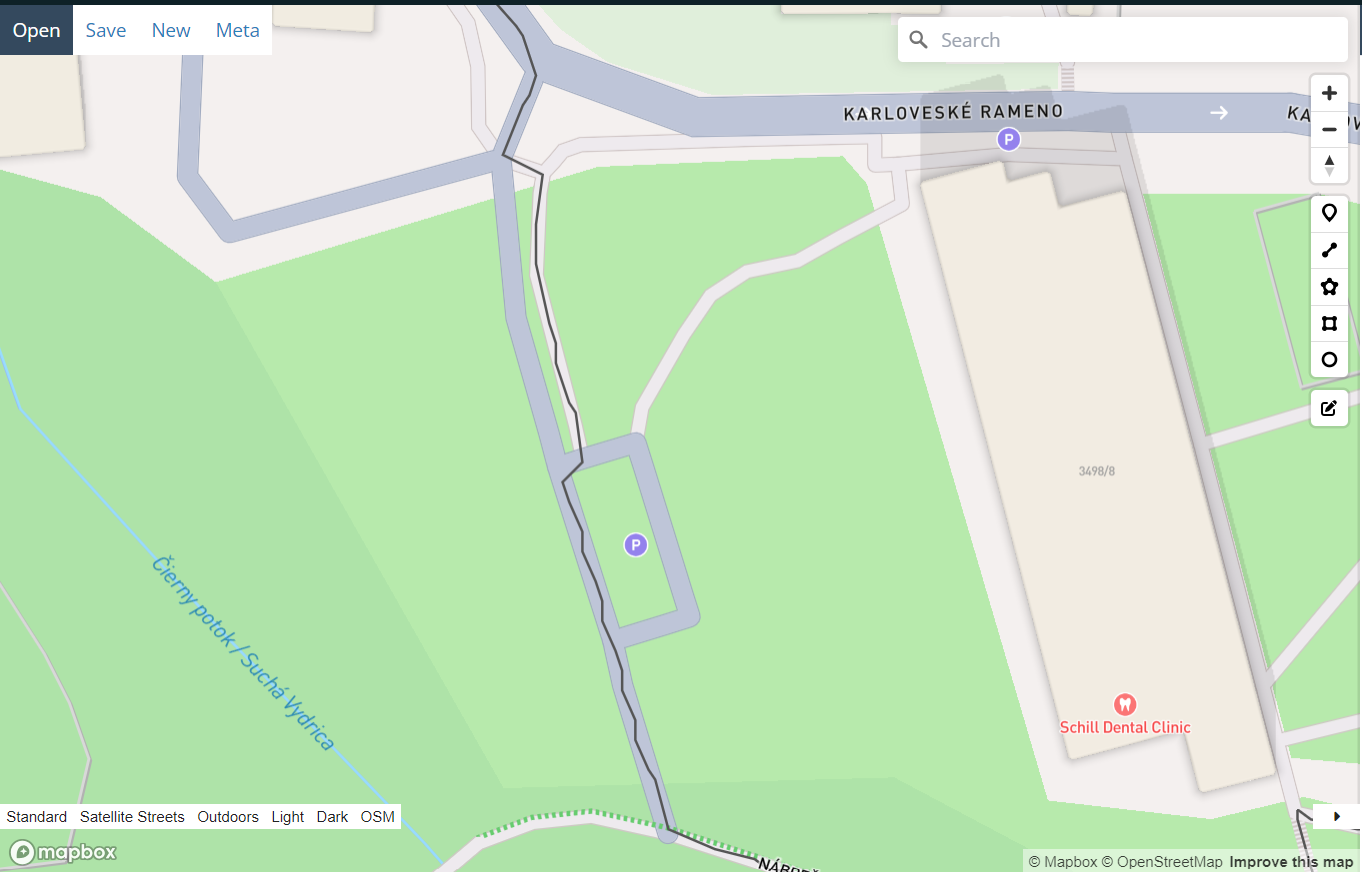 Open Save New Meta
Search
KARLOVESKÉ RAMENO
P
3498/8
P
Čierny potok / Suchá Vydrica
Schill Dental Clinic
Standard Satellite Streets Outdoors Light Dark OSM
mapbox
© Mapbox © OpenStreetMap Improve this map